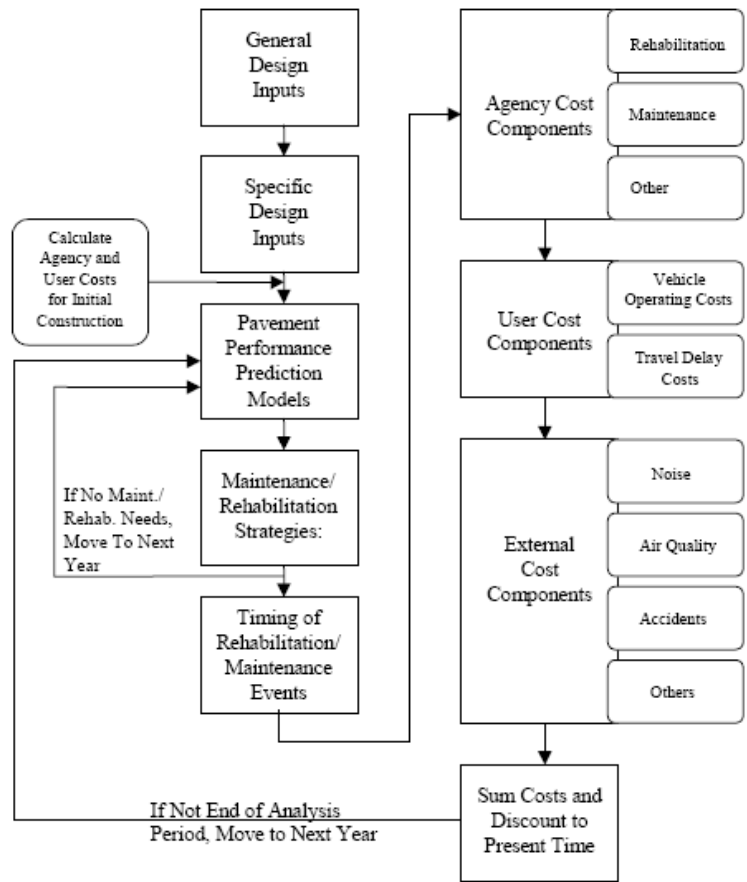 General
Design
Inputs
Specific
Design
Inputs
Calculate
Agency and
User Costs
for Initial
Construction
Pavement
Performance
Prediction
Models
Maintenance/
Rehabilitation
Strategies:
If No Maint./
Rehab. Needs,
Move To Next
Year
Timing of
Rehabilitation/
Maintenance
Events
If Not End of Analysis
Period, Move to Next Year
Agency Cost
Components
Rehabilitation
Maintenance
Other
User Cost
Components
Vehicle
Operating Costs
Travel Delay
Costs
External
Cost
Components
Noise
Air Quality
Accidents
Others
Sum Costs and
Discount to
Present Time